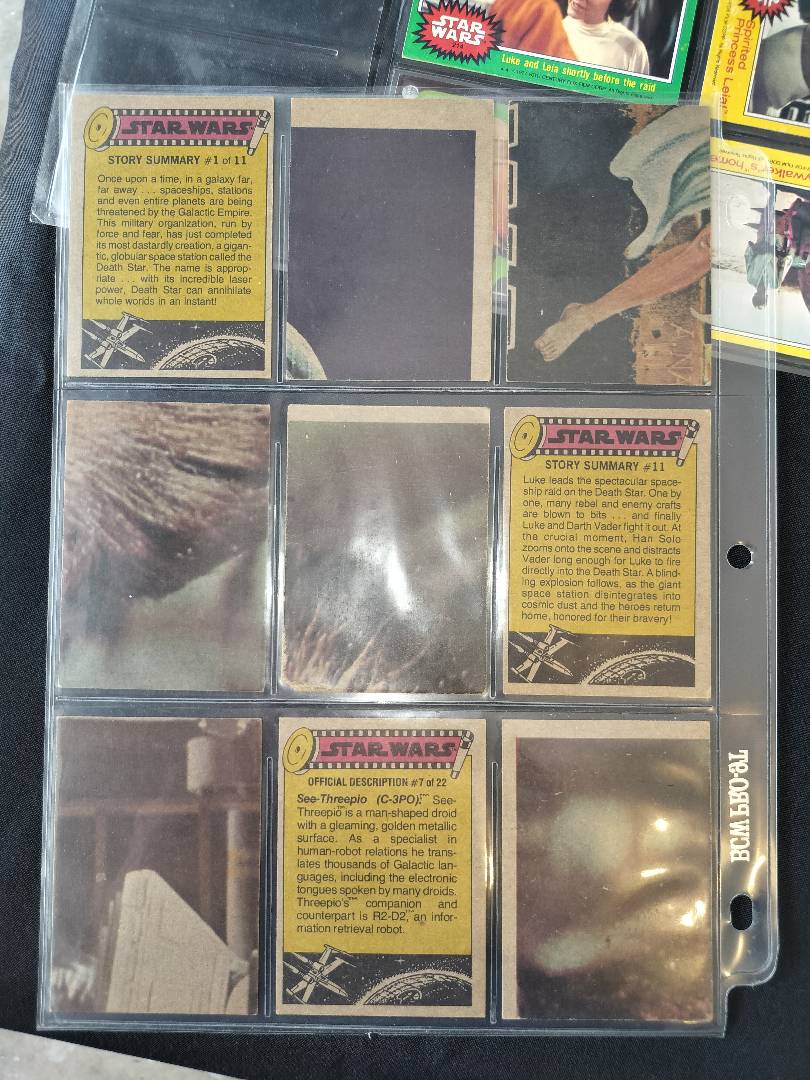 STAR
WARS
214
Luke and Leia shortly before the raid
Spirited
Princess Leia!
ywalker's home
STAR WARS
STORY SUMMARY #1 of 11
Once upon a time, in a galaxy far,
far away . . . spaceships, stations
and even entire planets are being
threatened by the Galactic Empire.
This military organization, run by
force and fear, has just completed
its most dastardly creation, a gigan-
tic, globular space station called the
Death Star. The name is approp-
riate . . . with its incredible laser
power, Death Star can annihilate
whole worlds in an instant!
STAR WARS
STORY SUMMARY #11
Luke leads the spectacular space-
ship raid on the Death Star. One by
one, many rebel and enemy crafts
are blown to bits . . . and finally
Luke and Darth Vader fight it out. At
the crucial moment, Han Solo
zooms onto the scene and distracts
Vader long enough for Luke to fire
directly into the Death Star. A blind-
ing explosion follows, as the giant
space station disintegrates into
cosmic dust and the heroes return
home, honored for their bravery!
STAR WARS
OFFICIAL DESCRIPTION #7 of 22
See-Threepio (C-3PO):™ See-
Threepio™ is a man-shaped droid
with a gleaming, golden metallic
surface. As a specialist in
human-robot relations he trans-
lates thousands of Galactic lan-
guages, including the electronic
tongues spoken by many droids.
Threepio's™ companion and
counterpart is R2-D2,™ an infor-
mation retrieval robot.
BCW PRO-9T